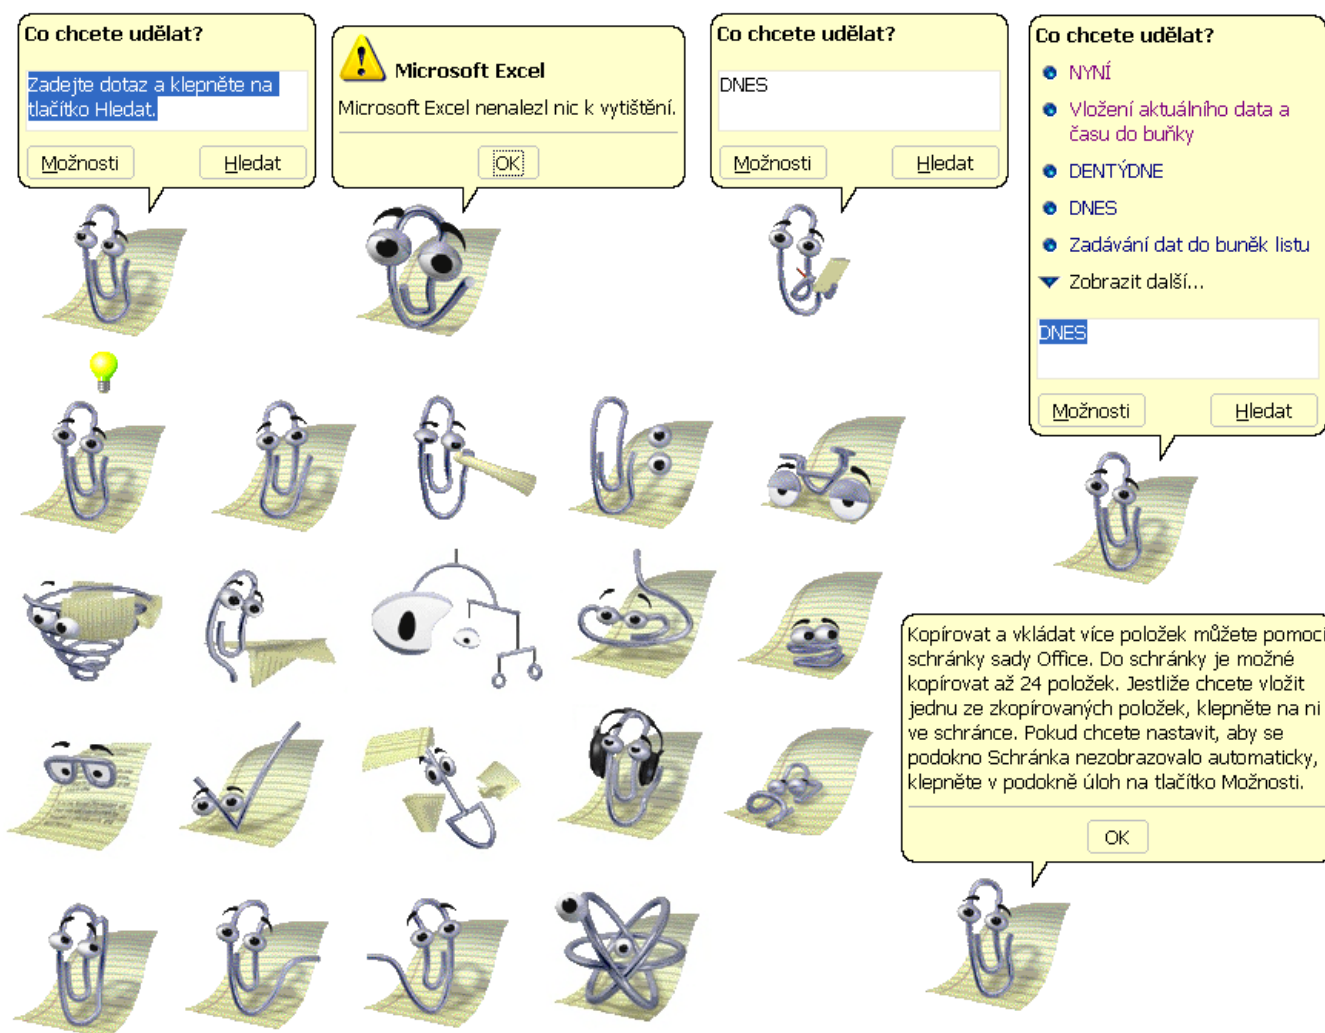 Co chcete udělat?
Zadejte dotaz a klepněte na
tlačítko Hledat.
Možnosti
Hledat
Microsoft Excel
Microsoft Excel nenalezl nic k vytištění.
OK
Co chcete udělat?
DNES
Možnosti
Hledat
Co chcete udělat?
NYNÍ
Vložení aktuálního data a
času do buňky
DENTÝDNE
DNES
Zadávání dat do buněk listu
Zobrazit další...
DNES
Možnosti
Hledat
Kopírovat a vkládat více položek můžete pomocí
schránky sady Office. Do schránky je možné
kopírovat až 24 položek. Jestliže chcete vložit
jednu ze zkopírovaných položek, klepněte na ni
ve schránce. Pokud chcete nastavit, aby se
podokno Schránka nezobrazovalo automaticky,
klepněte v podokně úloh na tlačítko Možnosti.
OK